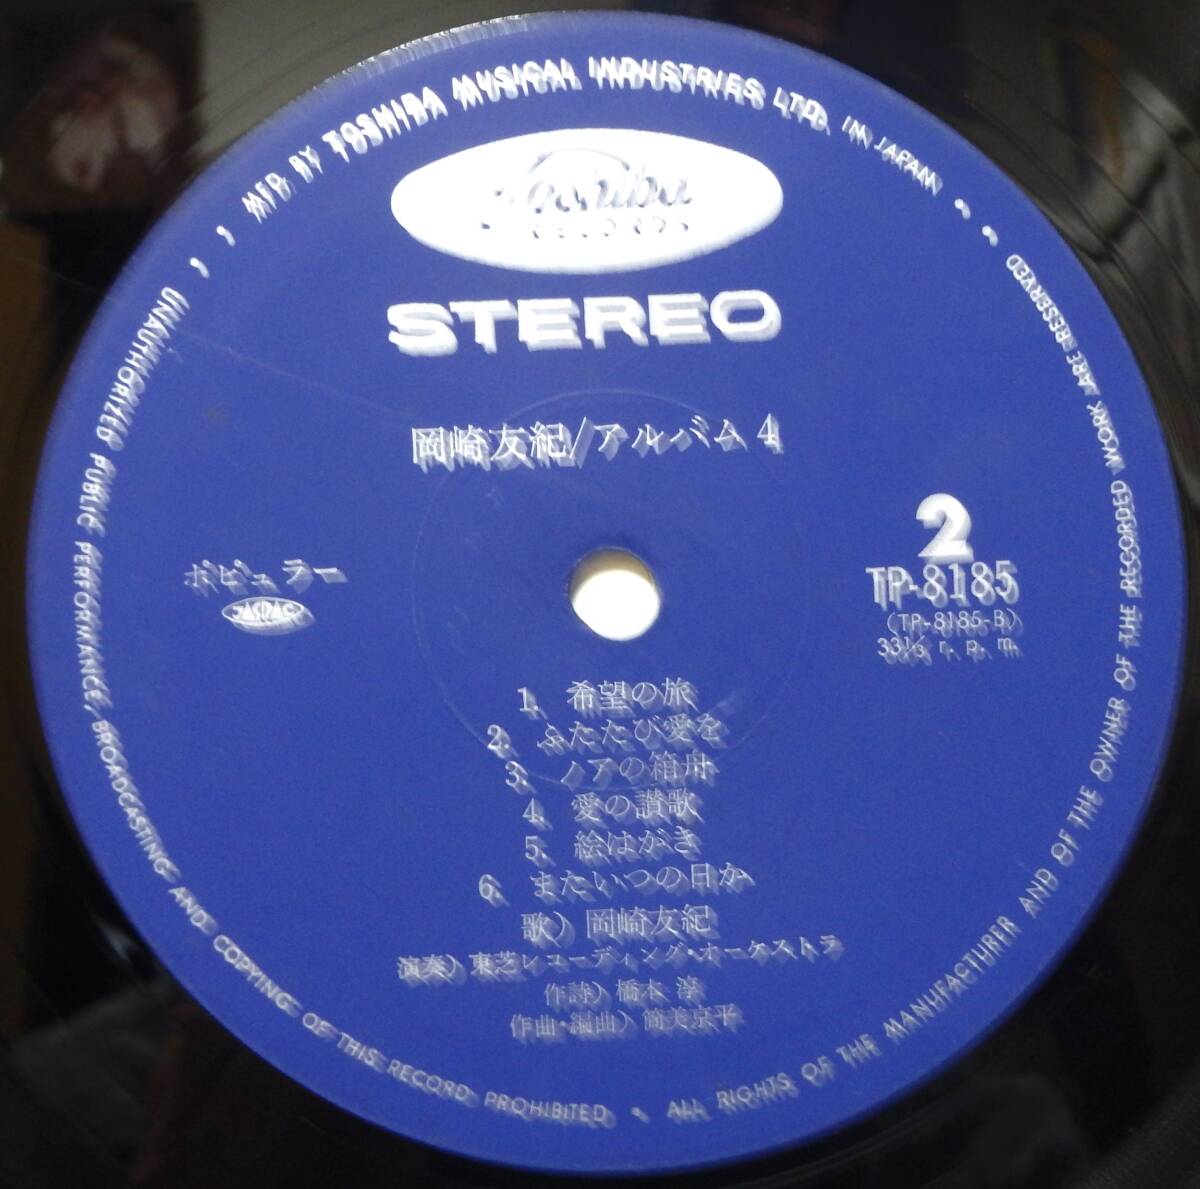 MFD. BY TOSHIBA MUSICAL INDUSTRIES LTD. IN JAPAN
Toshiba
RECORDS
STEREO
岡崎友紀/アルバム4
ポピュラー
JASRAC
2
TP-8185
(TP-8185-B)
33⅓ r. p. m.
1. 希望の旅
2. ふたたび愛を
3. ノアの箱舟
4. 愛の讃歌
5. 絵はがき
6. またいつの日か
歌) 岡崎友紀
演奏) 東芝レコーディング・オーケストラ
作詩) 橋本 淳
作曲・編曲) 筒美京平
UNAUTHORIZED PUBLIC PERFORMANCE, BROADCASTING AND COPYING OF THIS RECORD PROHIBITED • ALL RIGHTS OF THE MANUFACTURER AND OF THE OWNER OF THE RECORDED WORK ARE RESERVED